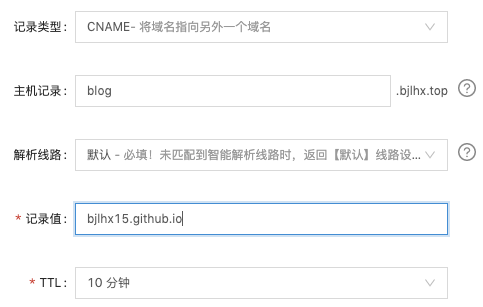 记录类型： CNAME- 将域名指向另外一个域名
主机记录： blog .bjlhx.top ?
解析线路： 默认 - 必填！未匹配到智能解析线路时，返回【默认】线路设...
* 记录值： bjlhx15.github.io
* TTL： 10 分钟